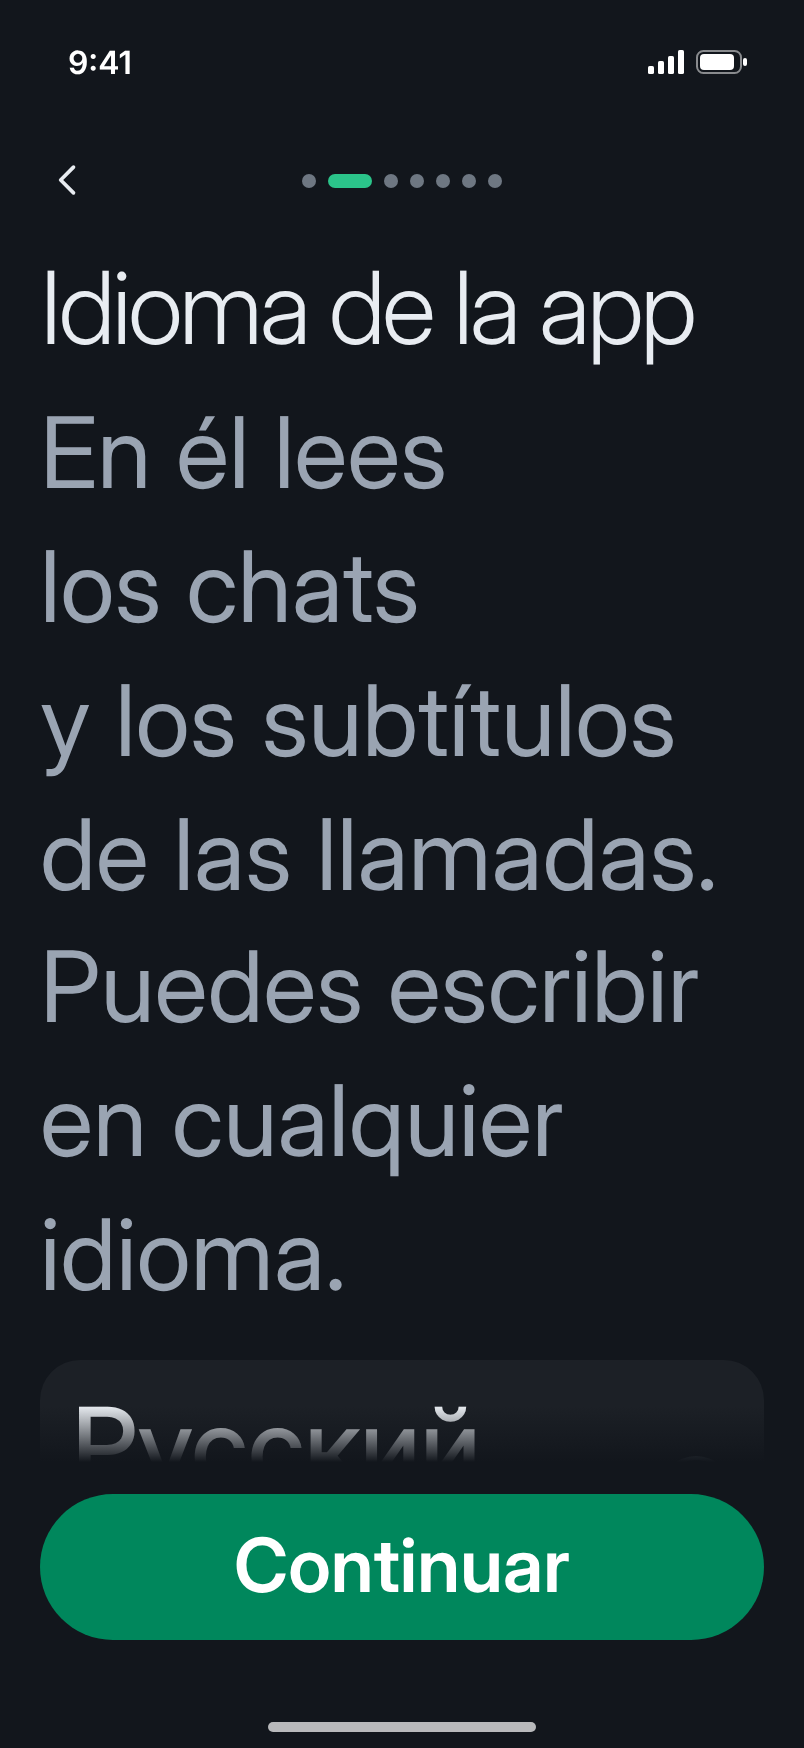 9:41
Idioma de la app
En él lees
los chats
y los subtítulos
de las llamadas.
Puedes escribir
en cualquier
idioma.
Русский
Continuar